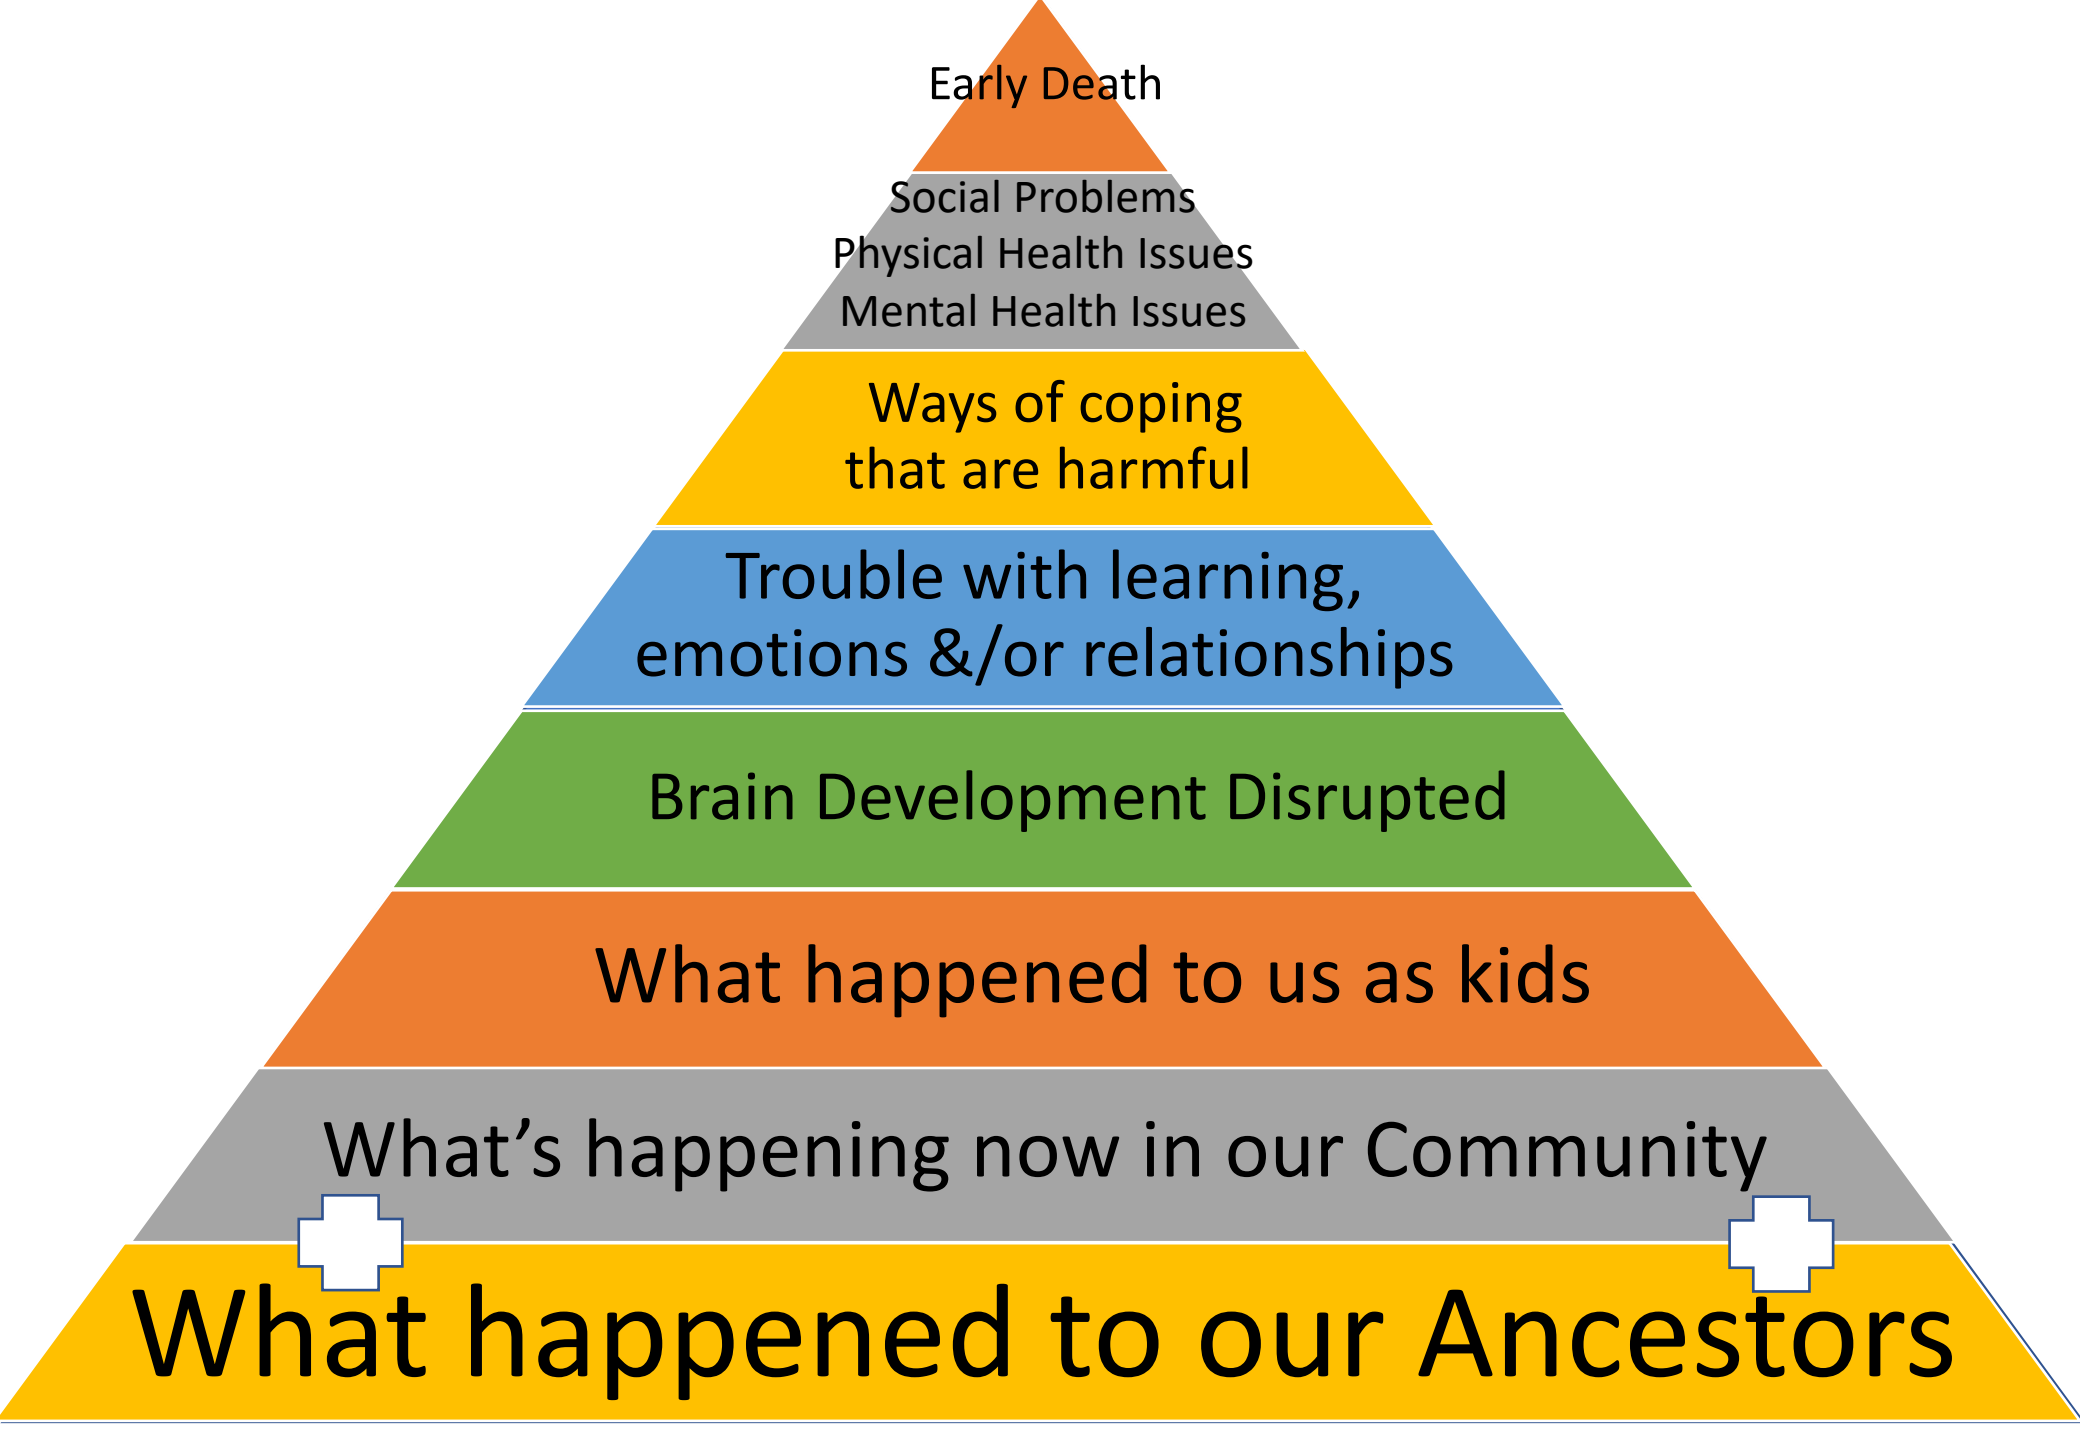 Early Death
Social Problems
Physical Health Issues
Mental Health Issues
Ways of coping
that are harmful
Trouble with learning,
emotions &/or relationships
Brain Development Disrupted
What happened to us as kids
What’s happening now in our Community
What happened to our Ancestors